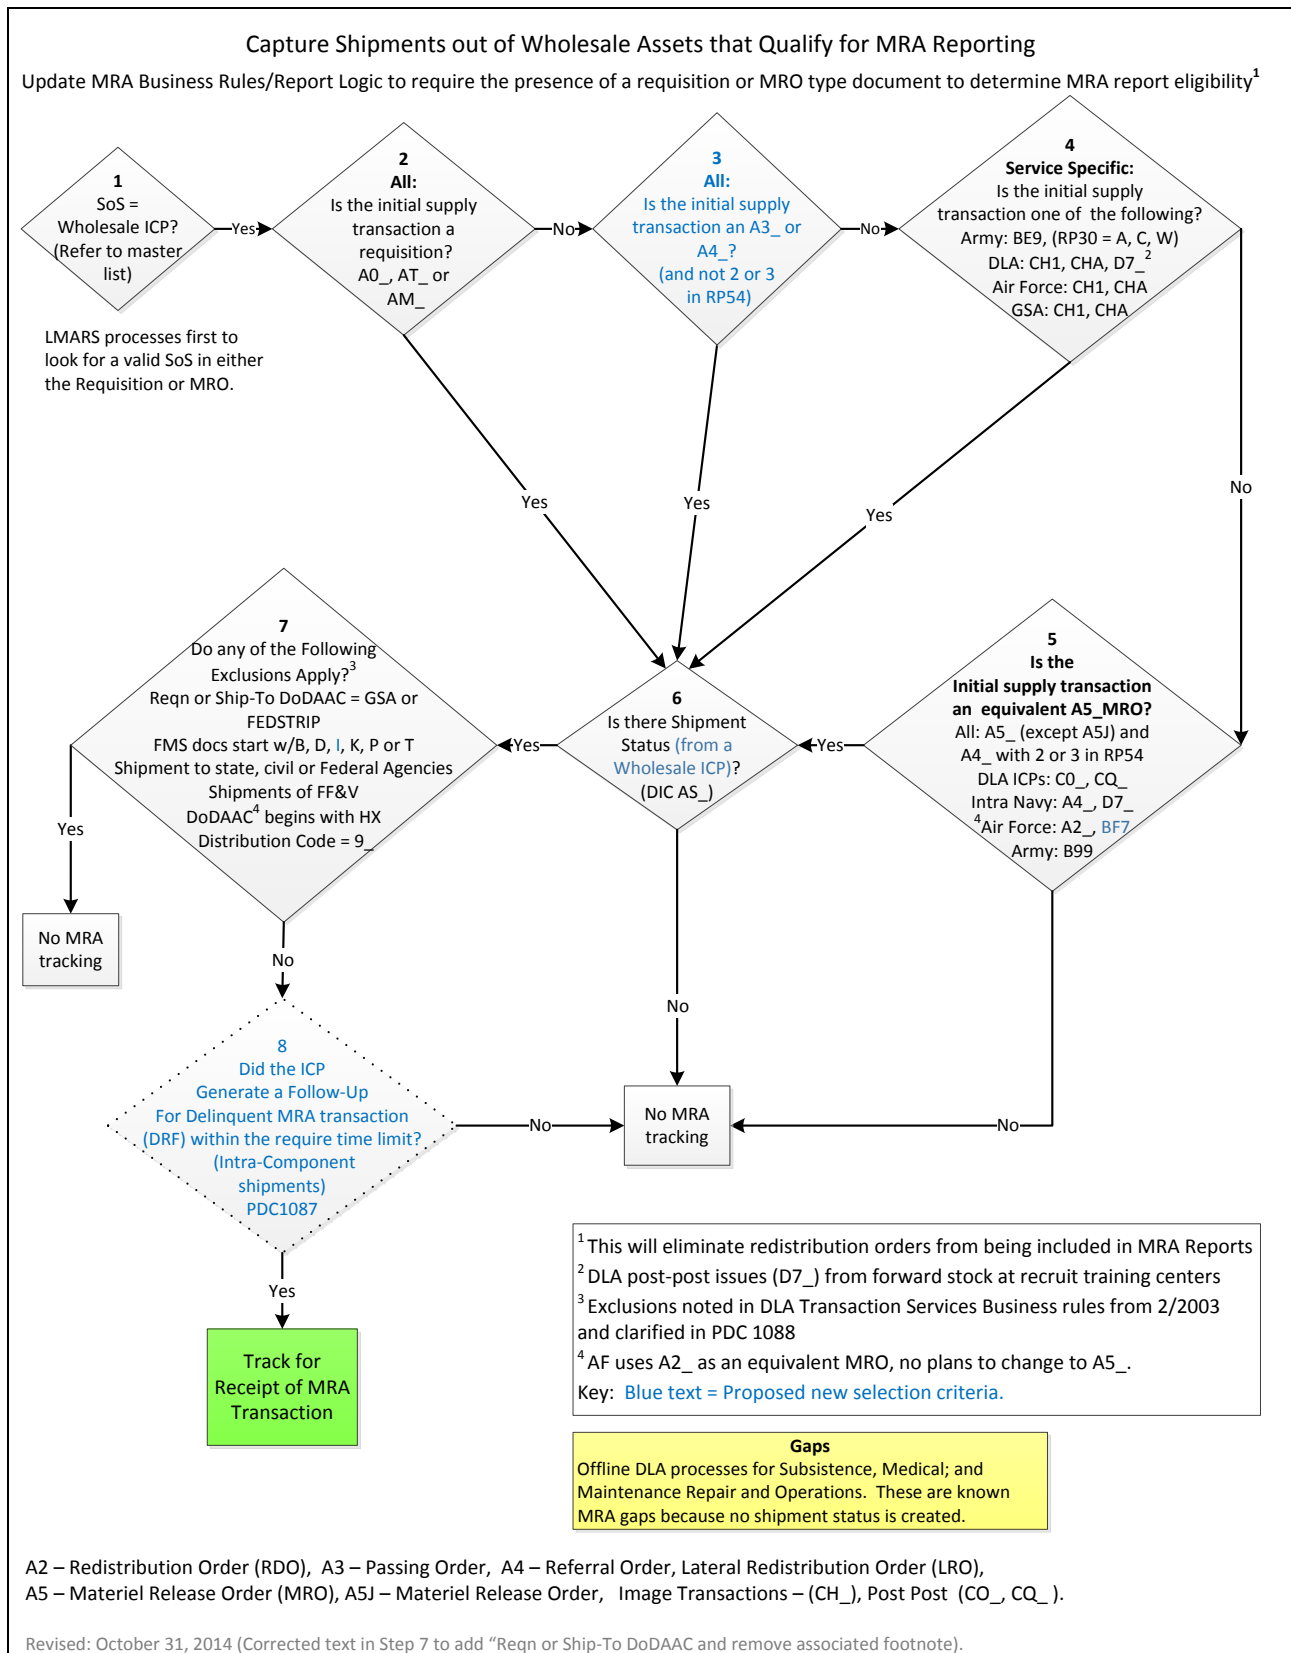 Capture Shipments out of Wholesale Assets that Qualify for MRA Reporting
Update MRA Business Rules/Report Logic to require the presence of a requisition or MRO type document to determine MRA report eligibility1
1
SoS =
Wholesale ICP?
(Refer to master
list)
Yes
2
All:
Is the initial supply
transaction a
requisition?
A0_, AT_ or
AM_
No
3
All:
Is the initial supply
transaction an A3_ or
A4_?
(and not 2 or 3
in RP54)
No
4
Service Specific:
Is the initial supply
transaction one of the following?
Army: BE9, (RP30 = A, C, W)
DLA: CH1, CHA, D7_2
Air Force: CH1, CHA
GSA: CH1, CHA
LMARS processes first to
look for a valid SoS in either
the Requisition or MRO.
Yes
Yes
Yes
No
7
Do any of the Following
Exclusions Apply?3
Reqn or Ship-To DoDAAC = GSA or
FEDSTRIP
FMS docs start w/B, D, I, K, P or T
Shipment to state, civil or Federal Agencies
Shipments of FF&V
DoDAAC4 begins with HX
Distribution Code = 9_
Yes
6
Is there Shipment
Status (from a
Wholesale ICP)?
(DIC AS_)
Yes
5
Is the
Initial supply transaction
an equivalent A5_MRO?
All: A5_ (except A5J) and
A4_ with 2 or 3 in RP54
DLA ICPs: C0_, CQ_
Intra Navy: A4_, D7_
4Air Force: A2_, BF7
Army: B99
Yes
No MRA
tracking
No
No
8
Did the ICP
Generate a Follow-Up
For Delinquent MRA transaction
(DRF) within the require time limit?
(Intra-Component
shipments)
PDC1087
No
No MRA
tracking
No
Yes
Track for
Receipt of MRA
Transaction
1 This will eliminate redistribution orders from being included in MRA Reports
2 DLA post-post issues (D7_) from forward stock at recruit training centers
3 Exclusions noted in DLA Transaction Services Business rules from 2/2003
and clarified in PDC 1088
4 AF uses A2_ as an equivalent MRO, no plans to change to A5_.
Key: Blue text = Proposed new selection criteria.
Gaps
Offline DLA processes for Subsistence, Medical; and
Maintenance Repair and Operations. These are known
MRA gaps because no shipment status is created.
A2 – Redistribution Order (RDO), A3 – Passing Order, A4 – Referral Order, Lateral Redistribution Order (LRO),
A5 – Materiel Release Order (MRO), A5J – Materiel Release Order, Image Transactions – (CH_), Post Post (CO_, CQ_ ).
Revised: October 31, 2014 (Corrected text in Step 7 to add “Reqn or Ship-To DoDAAC and remove associated footnote).